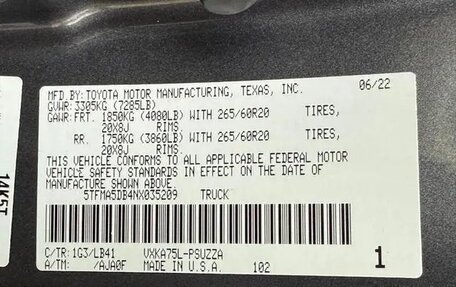 MFD.BY: TOYOTA MOTOR MANUFACTURING, TEXAS, INC. 06/22
GVWR: 3305KG (7285LB)
GAWR: FRT. 1850KG (4080LB) WITH 265/60R20 TIRES,
20X8J RIMS
RR. 1750KG (3860LB) WITH 265/60R20 TIRES,
20X8J RIMS.
THIS VEHICLE CONFORMS TO ALL APPLICABLE FEDERAL MOTOR
VEHICLE SAFETY STANDARDS IN EFFECT ON THE DATE OF
MANUFACTURE SHOWN ABOVE.
5TFMA5DB4NX035209 TRUCK
C/TR: 1G3/LB41 VXKA75L-PSUZZA
A/TM: /AJA0F MADE IN U.S.A. 102 1
14K5T